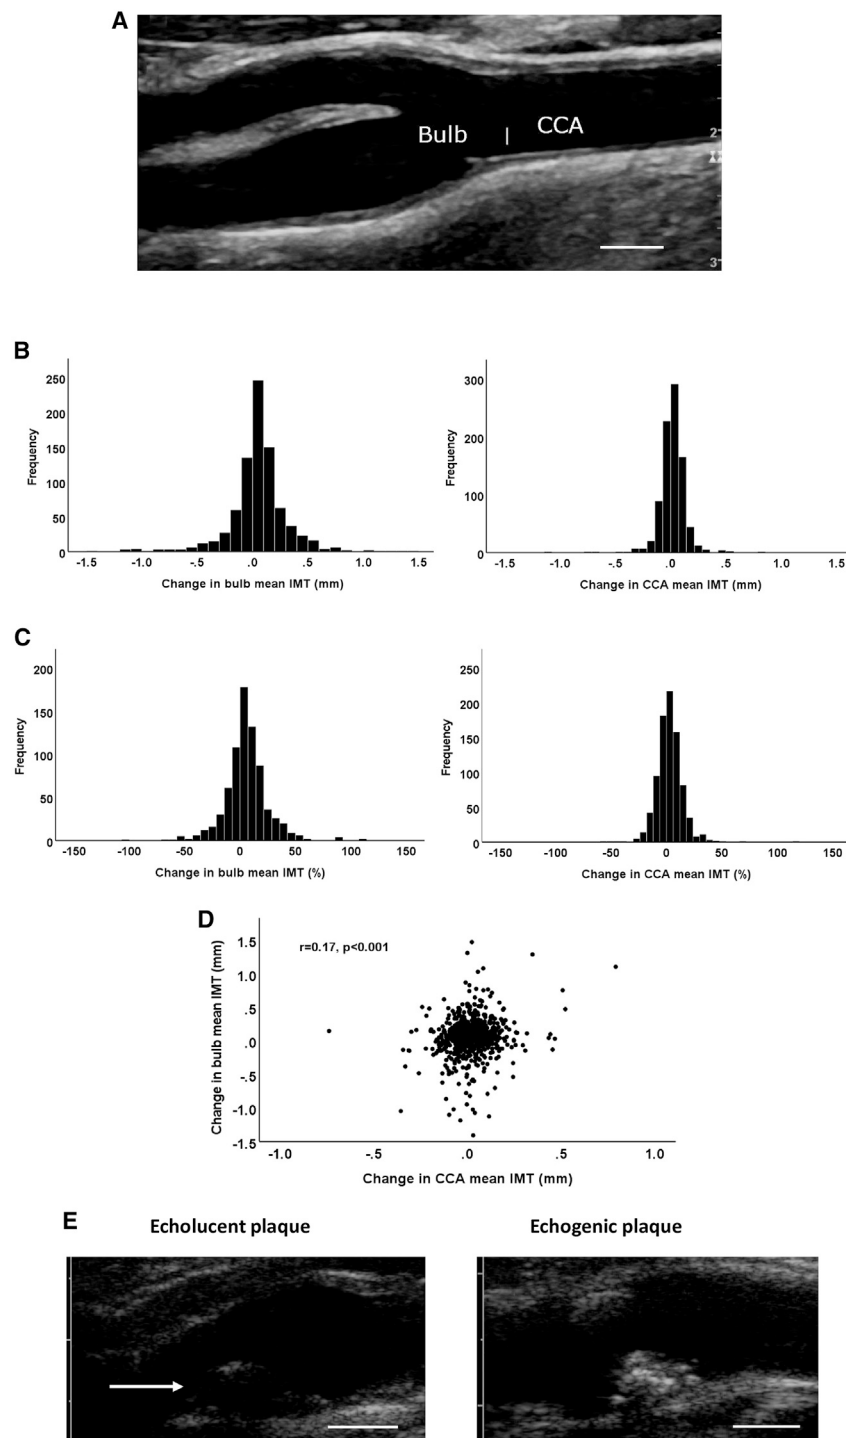 A
Bulb | CCA
2
3
B
250
200
150
100
50
0
Frequency
-1.5 -1.0 -.5 .0 .5 1.0 1.5
Change in bulb mean IMT (mm)
300
200
100
0
Frequency
-1.5 -1.0 -.5 .0 .5 1.0 1.5
Change in CCA mean IMT (mm)
C
200
150
100
50
0
Frequency
-150 -100 -50 0 50 100 150
Change in bulb mean IMT (%)
250
200
150
100
50
0
Frequency
-150 -100 -50 0 50 100 150
Change in CCA mean IMT (%)
D
r=0.17, p<0.001
1.5
1.0
.5
.0
-.5
-1.0
-1.5
Change in bulb mean IMT (mm)
-1.0 -.5 .0 .5 1.0
Change in CCA mean IMT (mm)
E
Echolucent plaque
Echogenic plaque